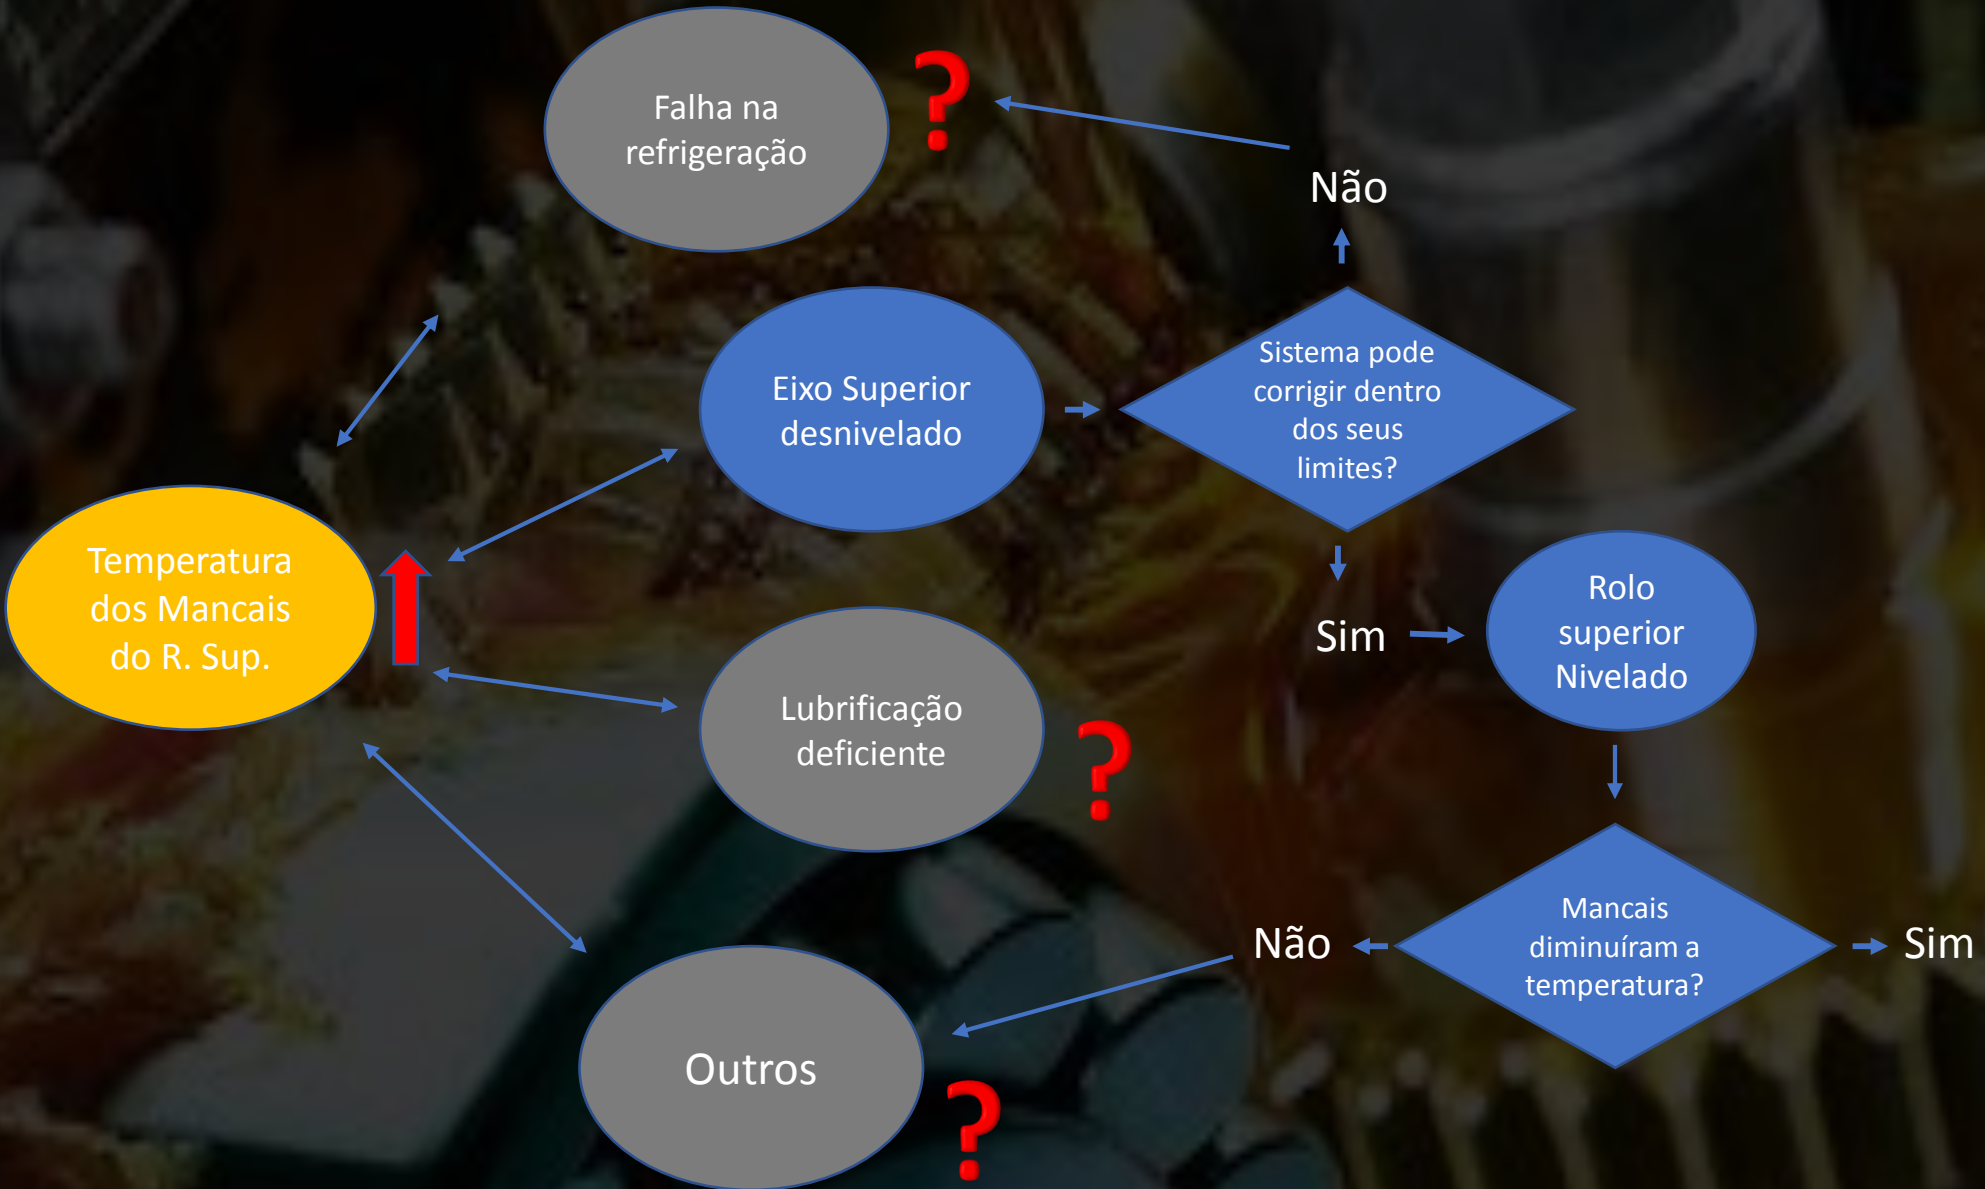 Falha na
refrigeração
?
Não
Eixo Superior
desnivelado
Sistema pode
corrigir dentro
dos seus
limites?
Temperatura
dos Mancais
do R. Sup.
Sim
Rolo
superior
Nivelado
Lubrificação
deficiente
?
Mancais
diminuíram a
temperatura?
Não
Sim
Outros
?